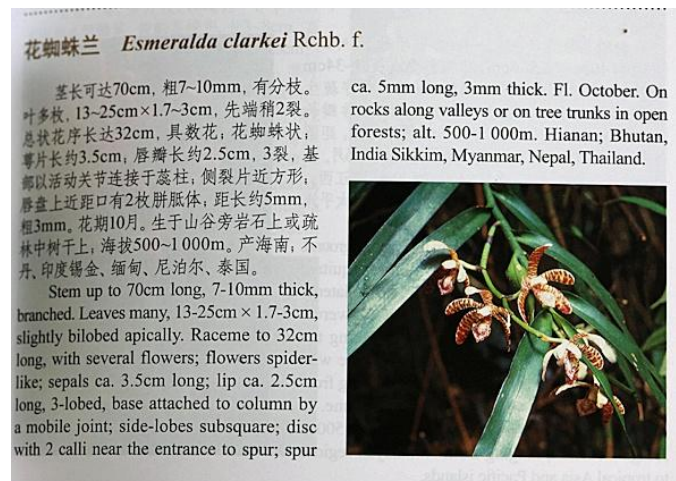 花蜘蛛兰 Esmeralda clarkei Rchb. f.
茎长可达70cm, 粗7~10mm, 有分枝。
叶多枚, 13~25cm×1.7~3cm, 先端稍2裂。
总状花序长达32cm, 具数花; 花蜘蛛状;
萼片长约3.5cm; 唇瓣长约2.5cm, 3裂, 基
部以活动关节连接于蕊柱; 侧裂片近方形;
唇盘上近距口有2枚胼胝体; 距长约5mm,
粗3mm。花期10月。生于山谷旁岩石上或疏
林中树干上; 海拔500~1 000m。产海南; 不
丹、印度锡金、缅甸、尼泊尔、泰国。
Stem up to 70cm long, 7-10mm thick,
branched. Leaves many, 13-25cm × 1.7-3cm,
slightly bilobed apically. Raceme to 32cm
long, with several flowers; flowers spider-
like; sepals ca. 3.5cm long; lip ca. 2.5cm
long, 3-lobed, base attached to column by
a mobile joint; side-lobes subsquare; disc
with 2 calli near the entrance to spur; spur
ca. 5mm long, 3mm thick. Fl. October. On
rocks along valleys or on tree trunks in open
forests; alt. 500-1 000m. Hianan; Bhutan,
India Sikkim, Myanmar, Nepal, Thailand.